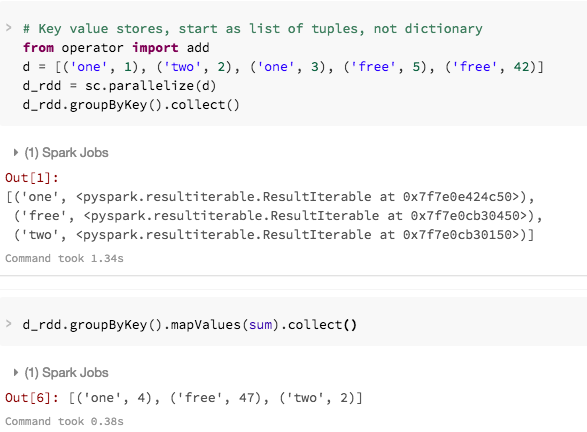 > # Key value stores, start as list of tuples, not dictionary
from operator import add
d = [('one', 1), ('two', 2), ('one', 3), ('free', 5), ('free', 42)]
d_rdd = sc.parallelize(d)
d_rdd.groupByKey().collect()
▸ (1) Spark Jobs
Out[1]:
[('one', <pyspark.resultiterable.ResultIterable at 0x7f7e0e424c50>),
('free', <pyspark.resultiterable.ResultIterable at 0x7f7e0cb30450>),
('two', <pyspark.resultiterable.ResultIterable at 0x7f7e0cb30150>)]
Command took 1.34s
> d_rdd.groupByKey().mapValues(sum).collect()
▸ (1) Spark Jobs
Out[6]: [('one', 4), ('free', 47), ('two', 2)]
Command took 0.38s